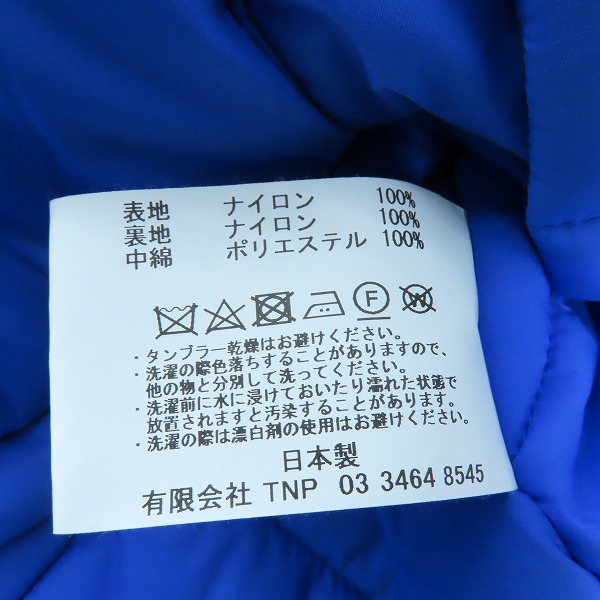 表地 ナイロン 100%
裏地 ナイロン 100%
中綿 ポリエステル 100%
F W
・タンブラー乾燥はお避けください。
・洗濯の際色落ちすることがありますので、
他の物と分別して洗ってください。
・洗濯前に水に浸けておいたり濡れた状態で
放置されますと汚染することがあります。
・洗濯の際は漂白剤の使用はお避けください。
日本製
有限会社 TNP 03 3464 8545